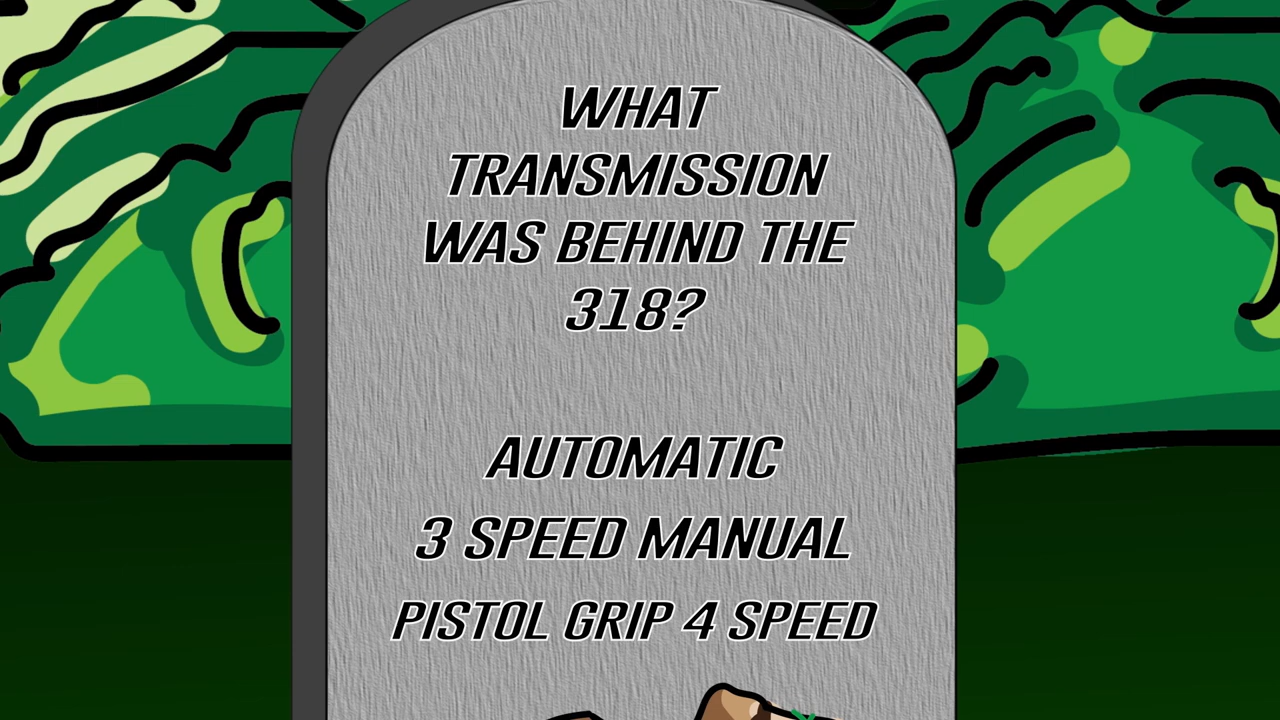 WHAT
TRANSMISSION
WAS BEHIND THE
318?
AUTOMATIC
3 SPEED MANUAL
PISTOL GRIP 4 SPEED